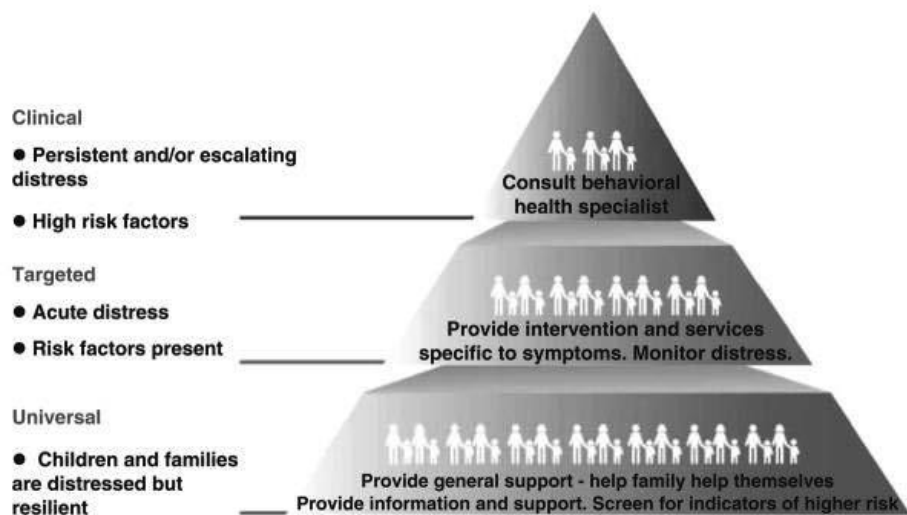 Clinical
● Persistent and/or escalating
distress
● High risk factors
Consult behavioral
health specialist
Targeted
● Acute distress
● Risk factors present
Provide intervention and services
specific to symptoms. Monitor distress.
Universal
● Children and families
are distressed but
resilient
Provide general support - help family help themselves
Provide information and support. Screen for indicators of higher risk